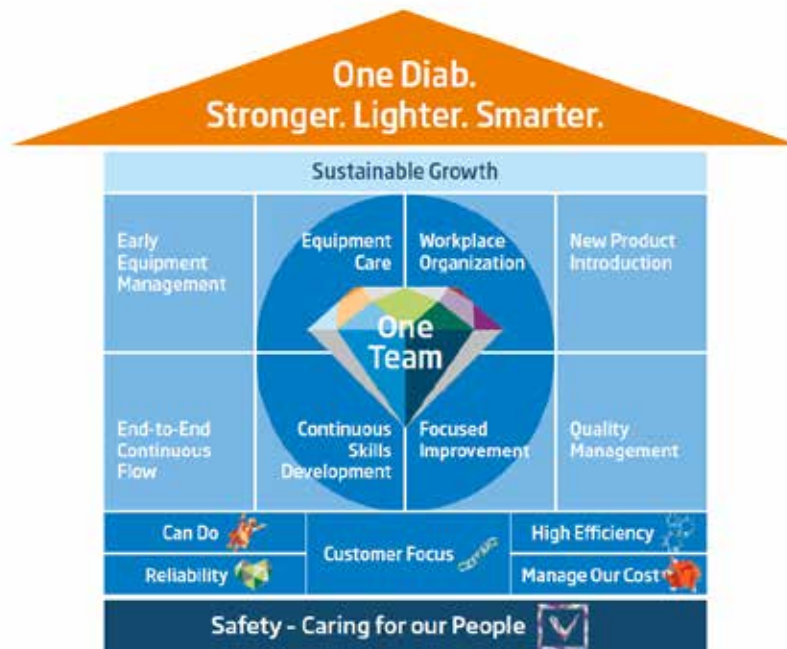 One Diab.
Stronger. Lighter. Smarter.
Sustainable Growth
Early
Equipment
Management
Equipment
Care
Workplace
Organization
New Product
Introduction
One
Team
End-to-End
Continuous
Flow
Continuous
Skills
Development
Focused
Improvement
Quality
Management
Can Do
Reliability
Customer Focus
High Efficiency
Manage Our Cost
Safety - Caring for our People